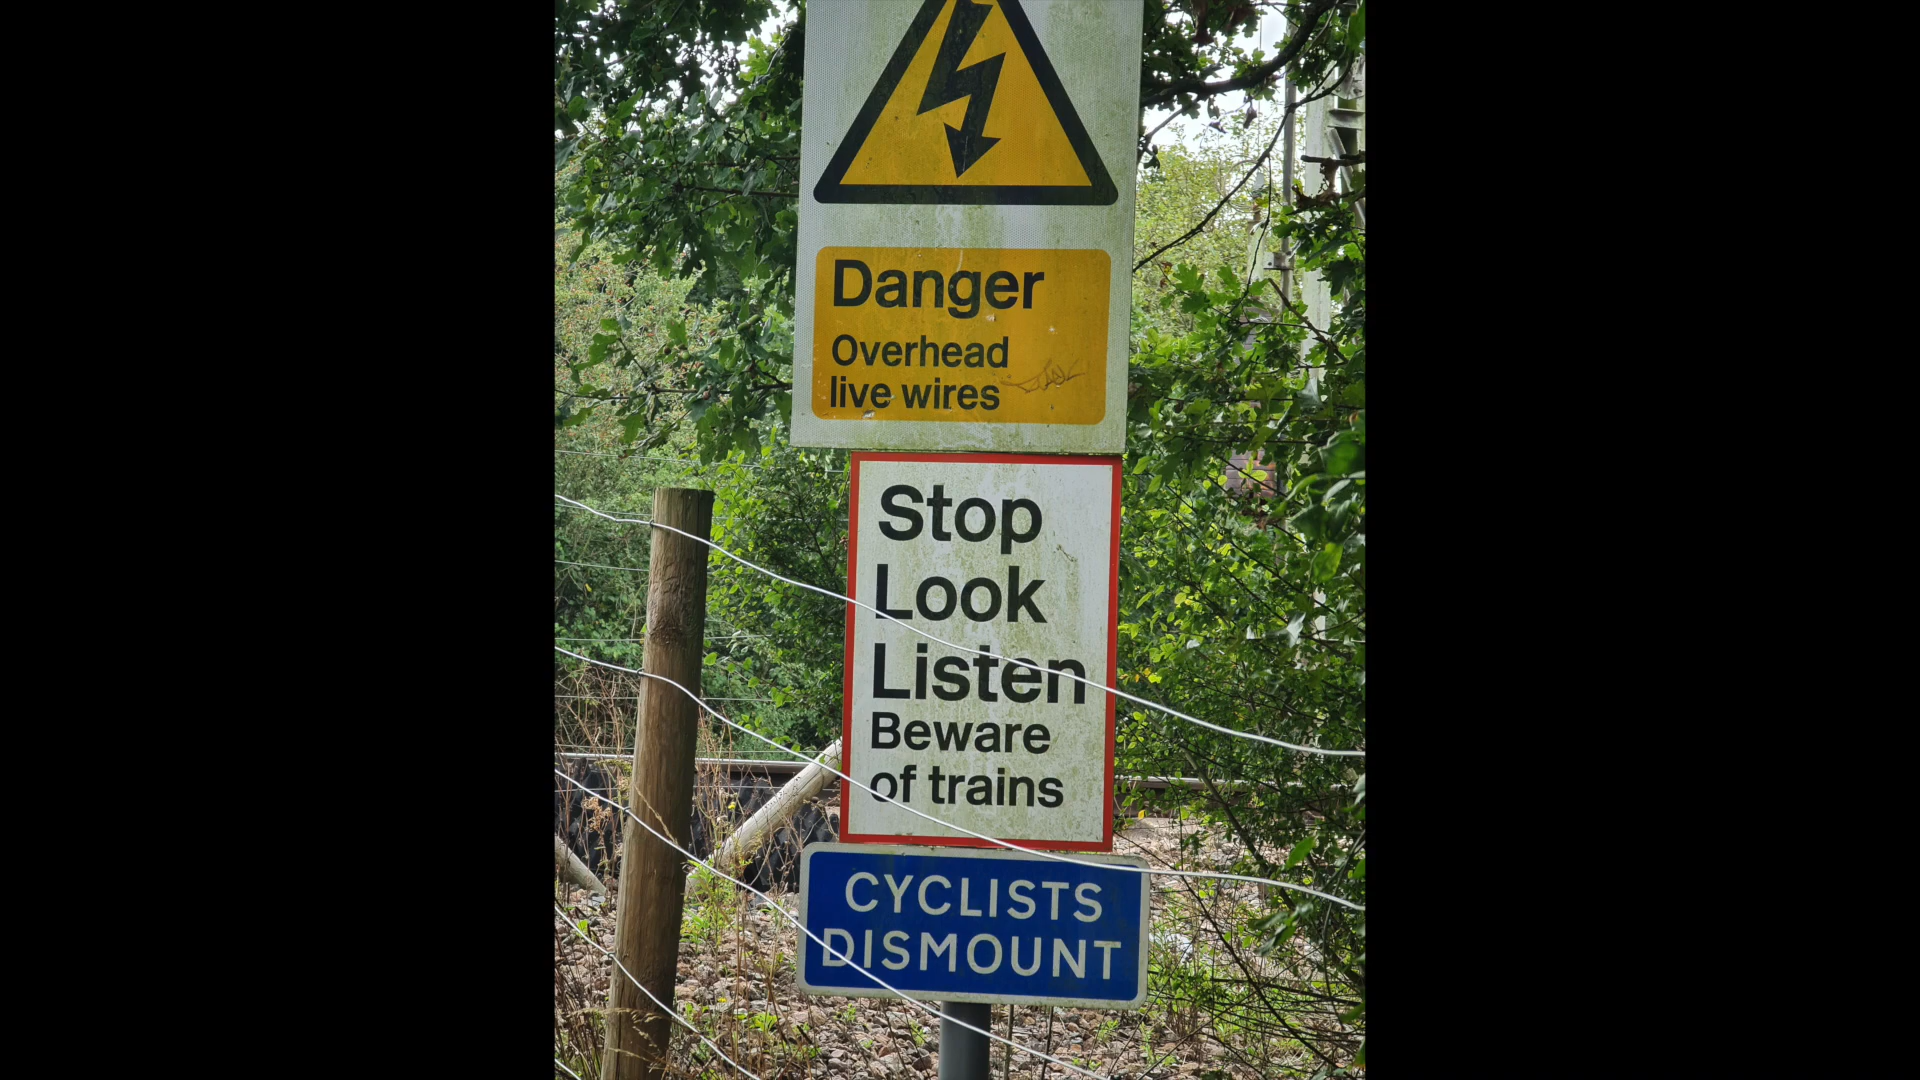 Danger
Overhead
live wires
Stop
Look
Listen
Beware
of trains
CYCLISTS
DISMOUNT